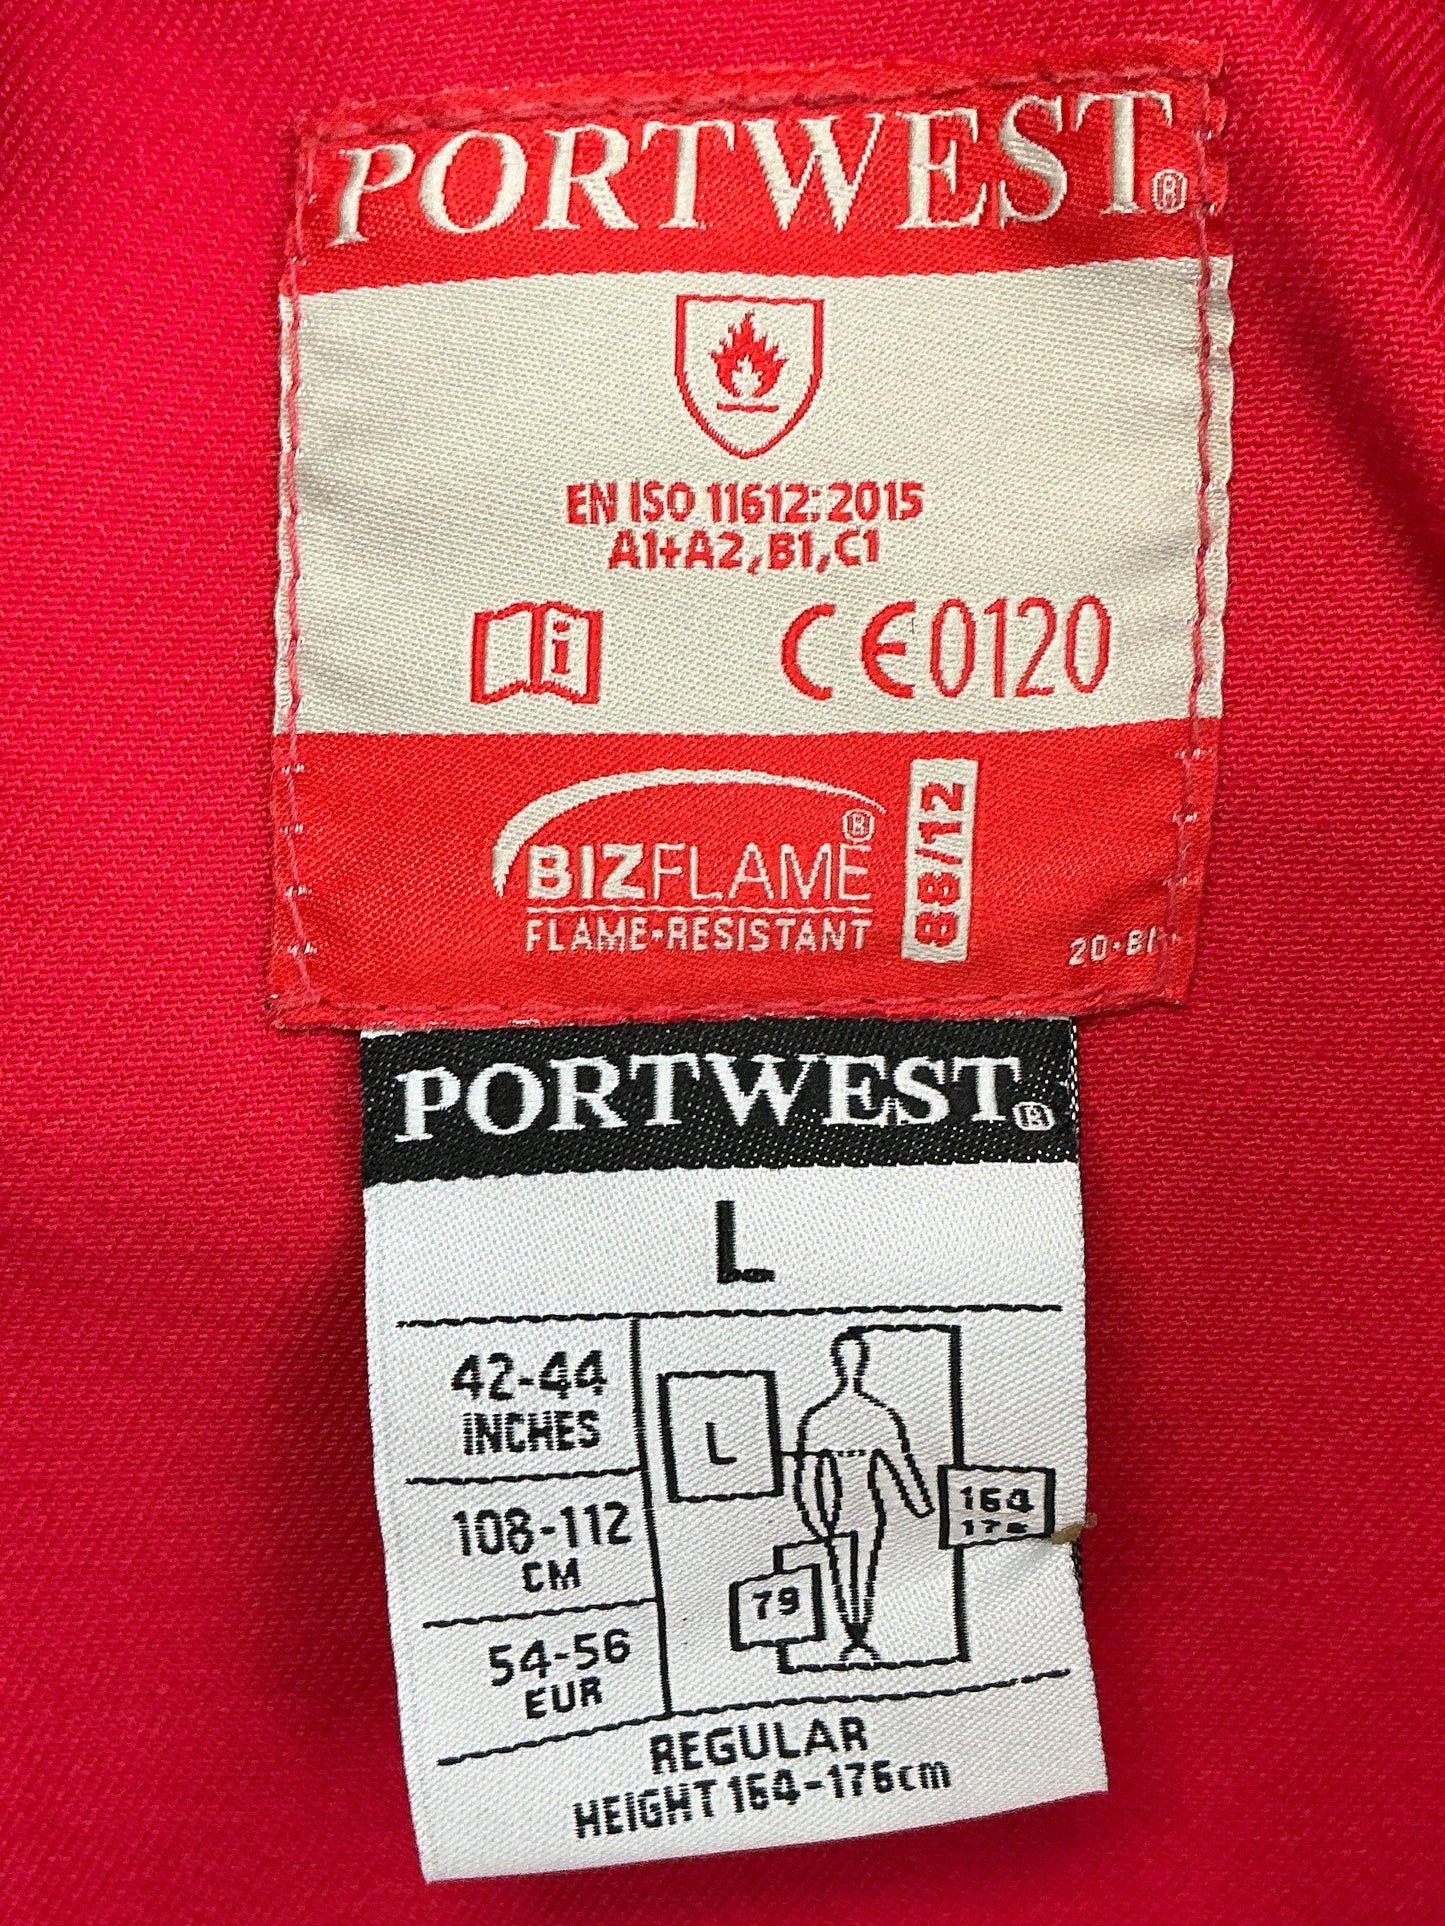 PORTWEST®
EN ISO 11612:2015
A1+A2,B1,C1
i
CE0120
BIZFLAME®
FLAME-RESISTANT
88/12
PORTWEST®
L
42-44
INCHES
L
108-112
CM
164
176
54-56
EUR
79
REGULAR
HEIGHT 164-176cm